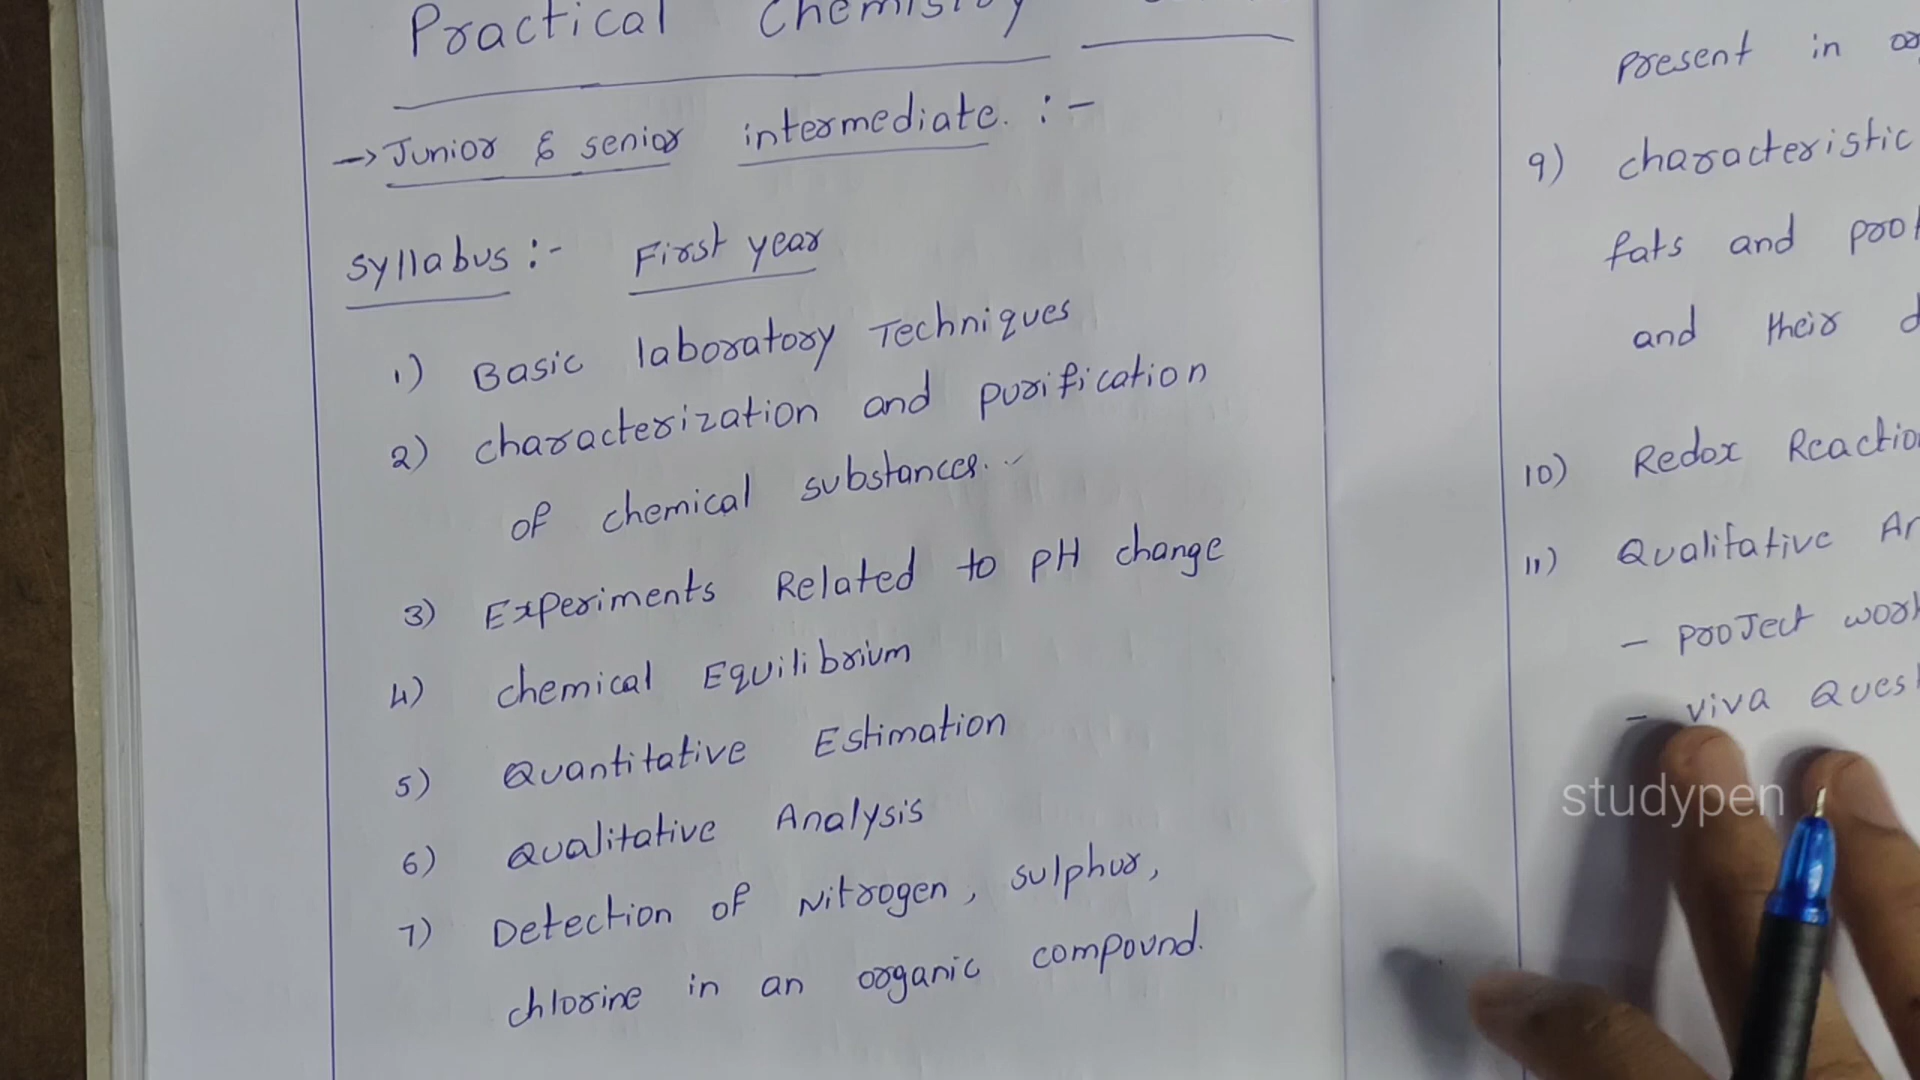 Practical Chemistry
→ Junior & senior intermediate. :-
Syllabus :- First year
1) Basic laboratory Techniques
2) characterization and purification
of chemical substances.
3) Experiments Related to pH change
4) chemical Equilibrium
5) Quantitative Estimation
6) Qualitative Analysis
7) Detection of Nitrogen, sulphur,
chlorine in an organic compound.
present in
9) characteristic
fats and
and their
10) Redox
11) Qualitative
- project
- viva
studypen